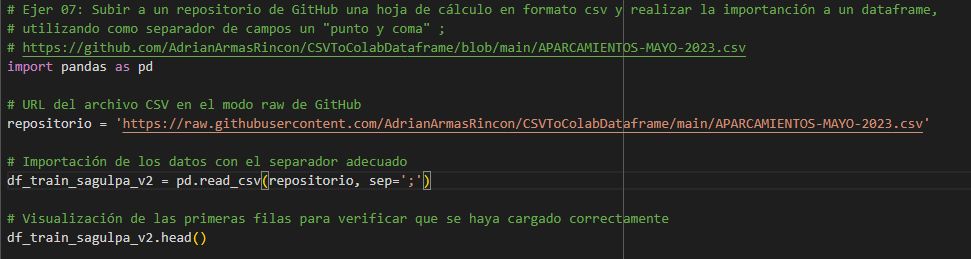 # Ejer 07: Subir a un repositorio de GitHub una hoja de cálculo en formato csv y realizar la importanción a un dataframe,
# utilizando como separador de campos un "punto y coma" ;
# https://github.com/AdrianArmasRincon/CSVToColabDataframe/blob/main/APARCAMIENTOS-MAYO-2023.csv
import pandas as pd
# URL del archivo CSV en el modo raw de GitHub
repositorio = 'https://raw.githubusercontent.com/AdrianArmasRincon/CSVToColabDataframe/main/APARCAMIENTOS-MAYO-2023.csv'
# Importación de los datos con el separador adecuado
df_train_sagulpa_v2 = pd.read_csv(repositorio, sep=';')
# Visualización de las primeras filas para verificar que se haya cargado correctamente
df_train_sagulpa_v2.head()